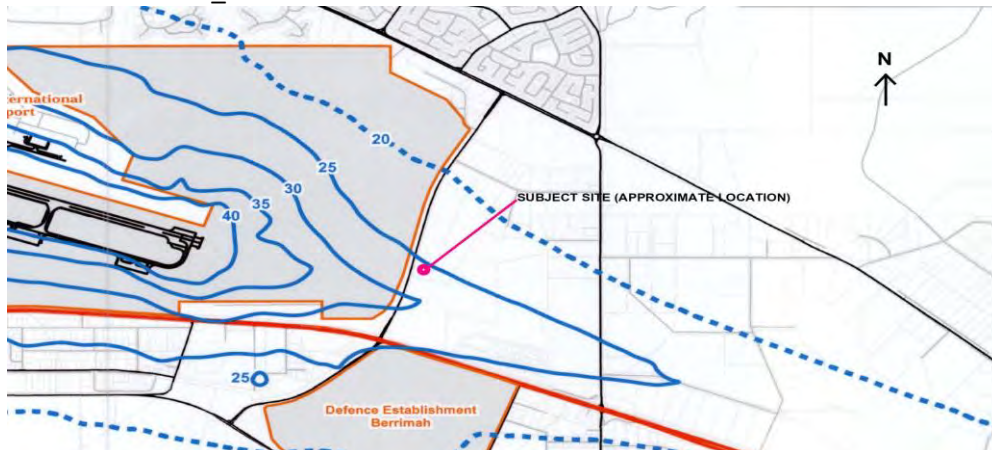 N
ernational
port
20
25
SUBJECT SITE (APPROXIMATE LOCATION)
30
35
40
25
Defence Establishment
Berrimah